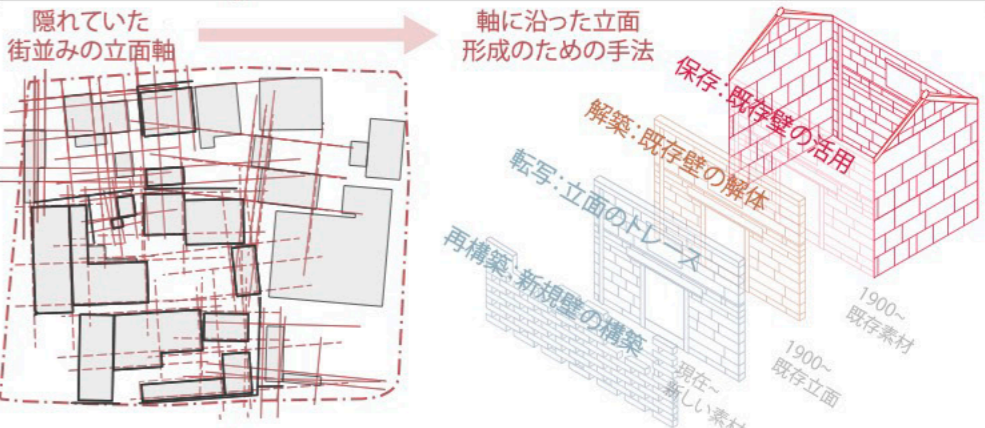 隠れていた
街並みの立面軸
軸に沿った立面
形成のための手法
保存：既存壁の活用
解築：既存壁の解体
転写：立面のトレース
再構築：新規壁の構築
1900~
既存素材
1900~
既存立面
現在~
新しい素材